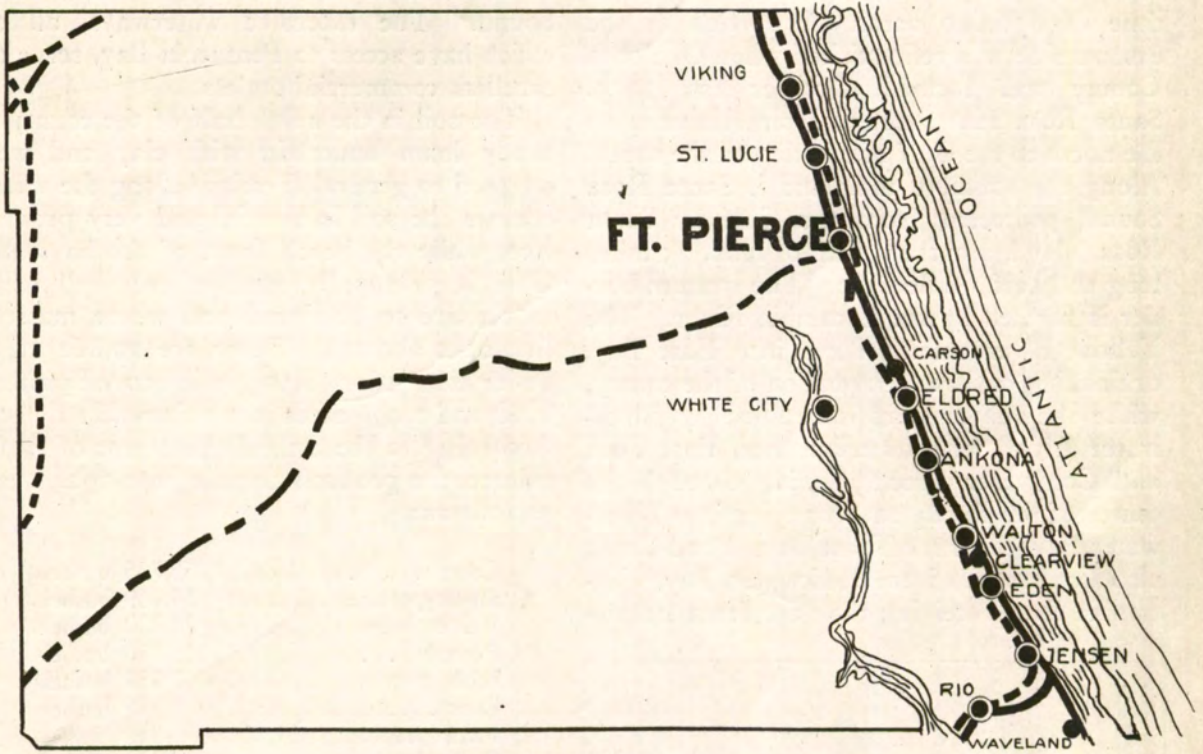 VIKING
ST. LUCIE
OCEAN
FT. PIERCE
ATLANTIC
CARSON
WHITE CITY
ELDRED
ANKONA
WALTON
CLEARVIEW
EDEN
JENSEN
RIO
WAVELAND